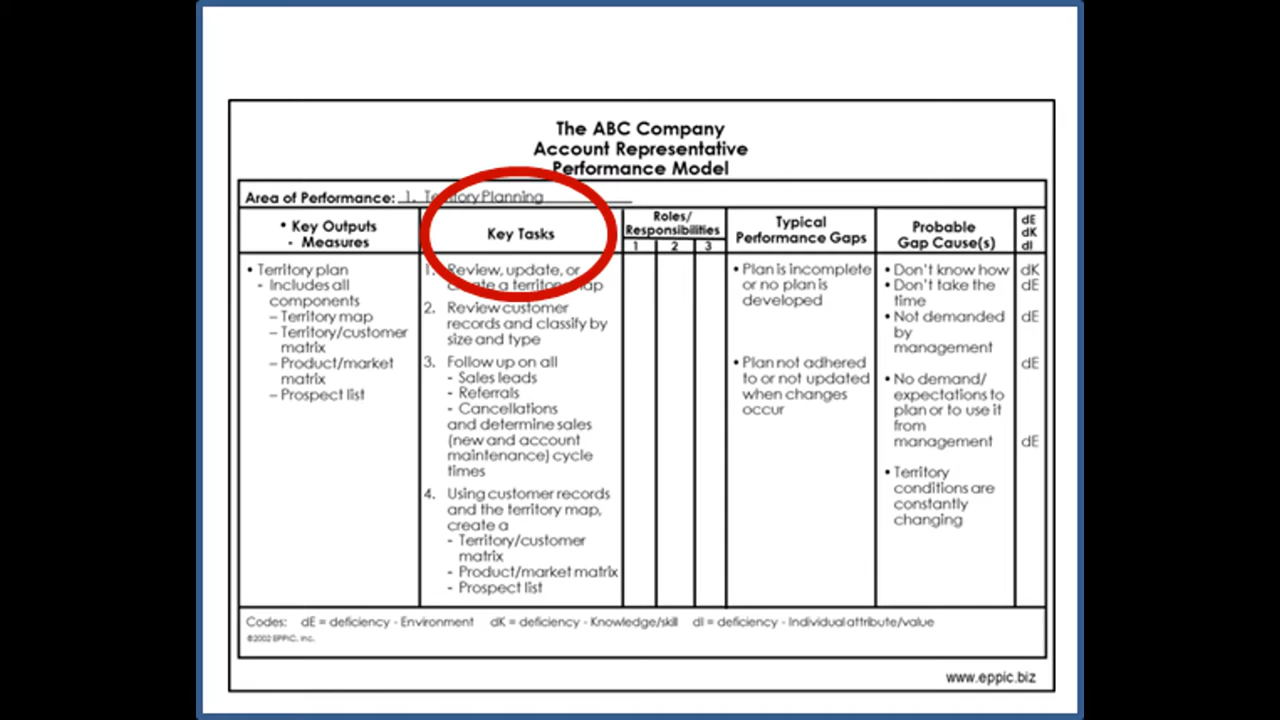 The ABC Company
Account Representative
Performance Model
Area of Performance: 1. Territory Planning
• Key Outputs
- Measures
Key Tasks
Roles/
Responsibilities
1 2 3
Typical
Performance Gaps
Probable
Gap Cause(s)
dE
dK
dI
• Territory plan
- Includes all
components
– Territory map
– Territory/customer
matrix
– Product/market
matrix
– Prospect list
1. Review, update, or
create a territory map
2. Review customer
records and classify by
size and type
3. Follow up on all
- Sales leads
- Referrals
- Cancellations
and determine sales
(new and account
maintenance) cycle
times
4. Using customer records
and the territory map,
create a
- Territory/customer
matrix
- Product/market matrix
- Prospect list
• Plan is incomplete
or no plan is
developed
• Plan not adhered
to or not updated
when changes
occur
• Don't know how
• Don't take the
time
• Not demanded
by
management
• No demand/
expectations to
plan or to use it
from
management
• Territory
conditions are
constantly
changing
dK
dE
dE
dE
dE
Codes: dE = deficiency - Environment dK = deficiency - Knowledge/skill dI = deficiency - Individual attribute/value
©2002 EPPIC, Inc.
www.eppic.biz